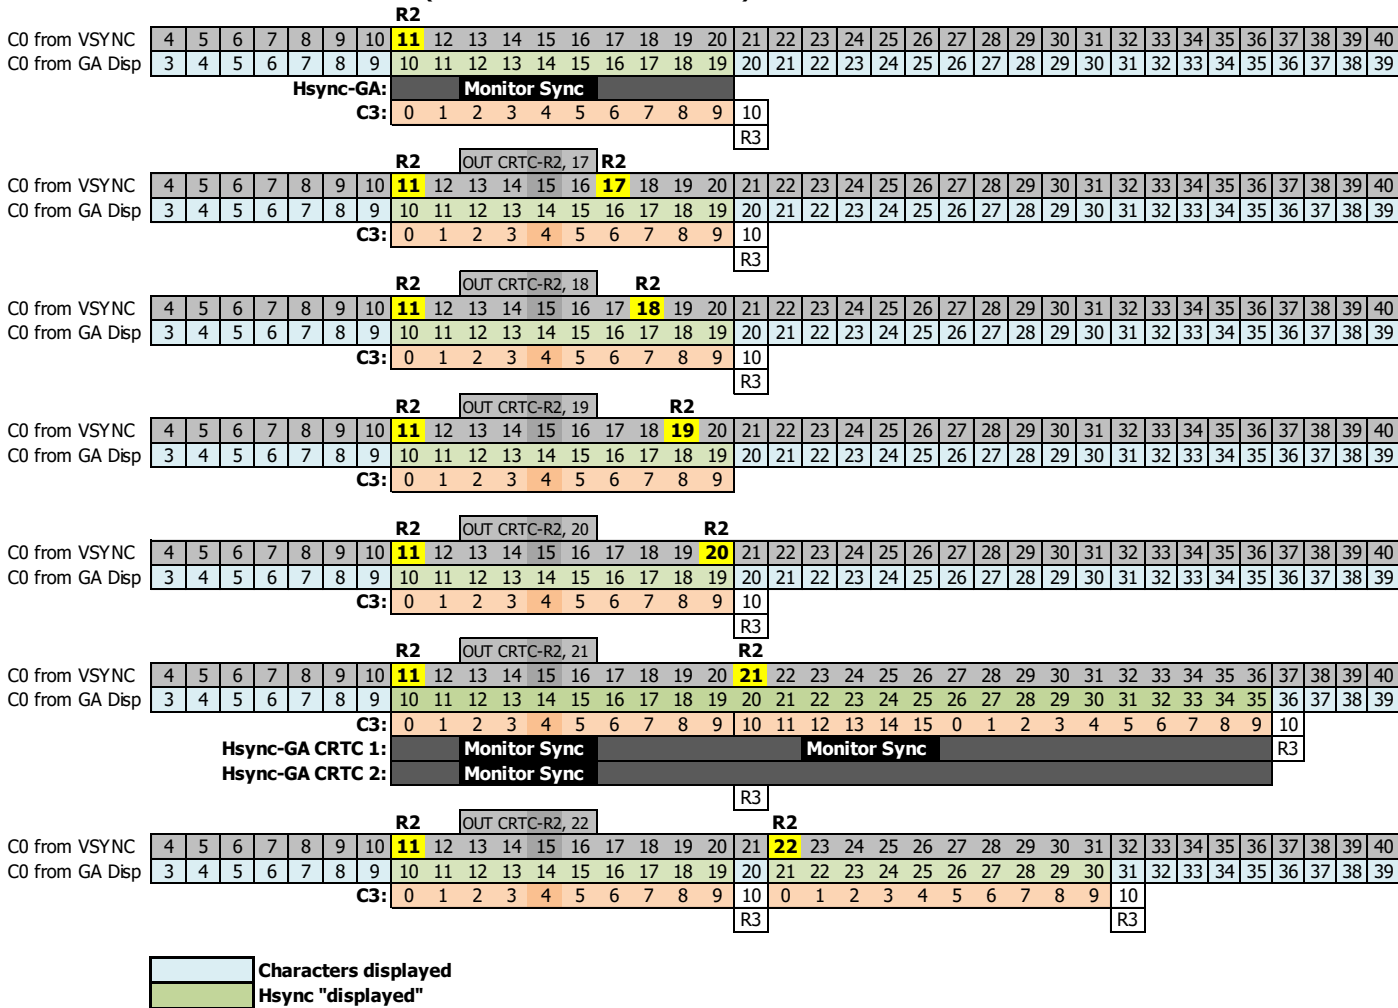 R2
C0 from VSYNC 4 5 6 7 8 9 10 11 12 13 14 15 16 17 18 19 20 21 22 23 24 25 26 27 28 29 30 31 32 33 34 35 36 37 38 39 40
C0 from GA Disp 3 4 5 6 7 8 9 10 11 12 13 14 15 16 17 18 19 20 21 22 23 24 25 26 27 28 29 30 31 32 33 34 35 36 37 38 39
Hsync-GA: Monitor Sync
C3: 0 1 2 3 4 5 6 7 8 9 10
R3
R2 OUT CRTC-R2, 17 R2
C0 from VSYNC 4 5 6 7 8 9 10 11 12 13 14 15 16 17 18 19 20 21 22 23 24 25 26 27 28 29 30 31 32 33 34 35 36 37 38 39 40
C0 from GA Disp 3 4 5 6 7 8 9 10 11 12 13 14 15 16 17 18 19 20 21 22 23 24 25 26 27 28 29 30 31 32 33 34 35 36 37 38 39
C3: 0 1 2 3 4 5 6 7 8 9 10
R3
R2 OUT CRTC-R2, 18 R2
C0 from VSYNC 4 5 6 7 8 9 10 11 12 13 14 15 16 17 18 19 20 21 22 23 24 25 26 27 28 29 30 31 32 33 34 35 36 37 38 39 40
C0 from GA Disp 3 4 5 6 7 8 9 10 11 12 13 14 15 16 17 18 19 20 21 22 23 24 25 26 27 28 29 30 31 32 33 34 35 36 37 38 39
C3: 0 1 2 3 4 5 6 7 8 9 10
R3
R2 OUT CRTC-R2, 19 R2
C0 from VSYNC 4 5 6 7 8 9 10 11 12 13 14 15 16 17 18 19 20 21 22 23 24 25 26 27 28 29 30 31 32 33 34 35 36 37 38 39 40
C0 from GA Disp 3 4 5 6 7 8 9 10 11 12 13 14 15 16 17 18 19 20 21 22 23 24 25 26 27 28 29 30 31 32 33 34 35 36 37 38 39
C3: 0 1 2 3 4 5 6 7 8 9
R2 OUT CRTC-R2, 20 R2
C0 from VSYNC 4 5 6 7 8 9 10 11 12 13 14 15 16 17 18 19 20 21 22 23 24 25 26 27 28 29 30 31 32 33 34 35 36 37 38 39 40
C0 from GA Disp 3 4 5 6 7 8 9 10 11 12 13 14 15 16 17 18 19 20 21 22 23 24 25 26 27 28 29 30 31 32 33 34 35 36 37 38 39
C3: 0 1 2 3 4 5 6 7 8 9 10
R3
R2 OUT CRTC-R2, 21 R2
C0 from VSYNC 4 5 6 7 8 9 10 11 12 13 14 15 16 17 18 19 20 21 22 23 24 25 26 27 28 29 30 31 32 33 34 35 36 37 38 39 40
C0 from GA Disp 3 4 5 6 7 8 9 10 11 12 13 14 15 16 17 18 19 20 21 22 23 24 25 26 27 28 29 30 31 32 33 34 35 36 37 38 39
C3: 0 1 2 3 4 5 6 7 8 9 10 11 12 13 14 15 0 1 2 3 4 5 6 7 8 9 10
Hsync-GA CRTC 1: Monitor Sync Monitor Sync R3
Hsync-GA CRTC 2: Monitor Sync
R3
R2 OUT CRTC-R2, 22 R2
C0 from VSYNC 4 5 6 7 8 9 10 11 12 13 14 15 16 17 18 19 20 21 22 23 24 25 26 27 28 29 30 31 32 33 34 35 36 37 38 39 40
C0 from GA Disp 3 4 5 6 7 8 9 10 11 12 13 14 15 16 17 18 19 20 21 22 23 24 25 26 27 28 29 30 31 32 33 34 35 36 37 38 39
C3: 0 1 2 3 4 5 6 7 8 9 10 0 1 2 3 4 5 6 7 8 9 10
R3 R3
Characters displayed
Hsync "displayed"